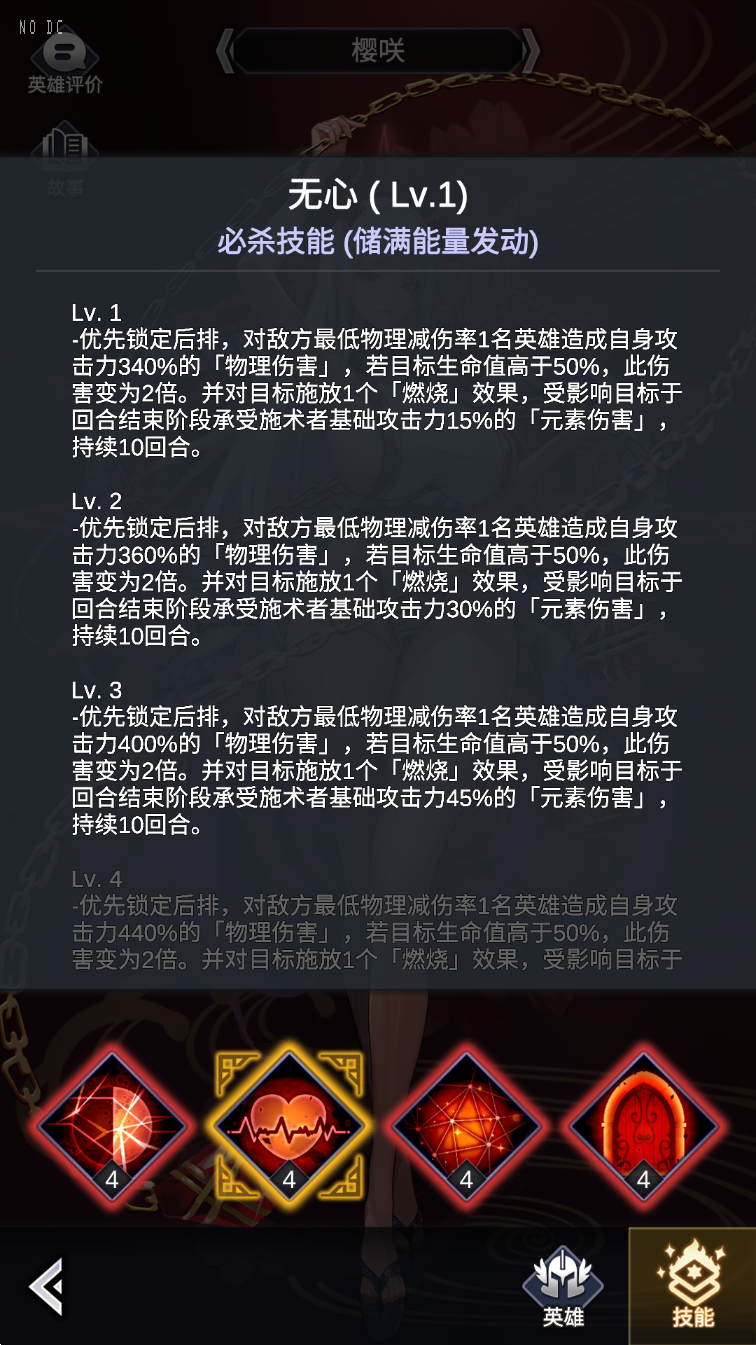 NO DC
樱咲
英雄评价
故事
无心 ( Lv.1)
必杀技能 (储满能量发动)
Lv. 1
-优先锁定后排，对敌方最低物理减伤率1名英雄造成自身攻
击力340%的「物理伤害」，若目标生命值高于50%，此伤
害变为2倍。并对目标施放1个「燃烧」效果，受影响目标于
回合结束阶段承受施术者基础攻击力15%的「元素伤害」，
持续10回合。
Lv. 2
-优先锁定后排，对敌方最低物理减伤率1名英雄造成自身攻
击力360%的「物理伤害」，若目标生命值高于50%，此伤
害变为2倍。并对目标施放1个「燃烧」效果，受影响目标于
回合结束阶段承受施术者基础攻击力30%的「元素伤害」，
持续10回合。
Lv. 3
-优先锁定后排，对敌方最低物理减伤率1名英雄造成自身攻
击力400%的「物理伤害」，若目标生命值高于50%，此伤
害变为2倍。并对目标施放1个「燃烧」效果，受影响目标于
回合结束阶段承受施术者基础攻击力45%的「元素伤害」，
持续10回合。
Lv. 4
-优先锁定后排，对敌方最低物理减伤率1名英雄造成自身攻
击力440%的「物理伤害」，若目标生命值高于50%，此伤
害变为2倍。并对目标施放1个「燃烧」效果，受影响目标于
4 4 4 4
英雄 技能